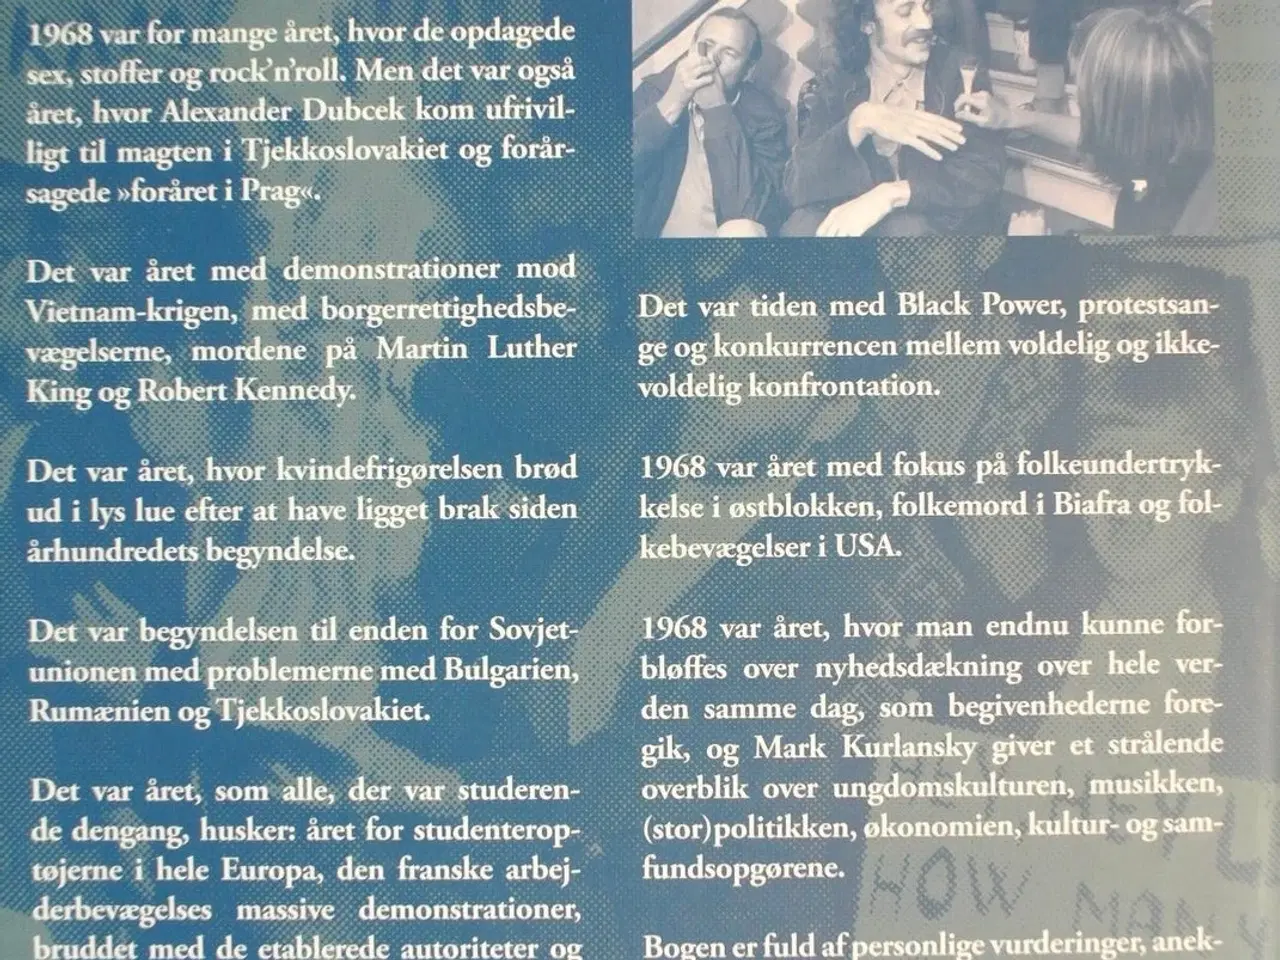 1968 var for mange året, hvor de opdagede
sex, stoffer og rock’n’roll. Men det var også
året, hvor Alexander Dubcek kom ufrivil-
ligt til magten i Tjekkoslovakiet og forår-
sagede »foråret i Prag«.
Det var året med demonstrationer mod
Vietnam-krigen, med borgerrettighedsbe-
vægelserne, mordene på Martin Luther
King og Robert Kennedy.
Det var året, hvor kvindefrigørelsen brød
ud i lys lue efter at have ligget brak siden
århundredets begyndelse.
Det var begyndelsen til enden for Sovjet-
unionen med problemerne med Bulgarien,
Rumænien og Tjekkoslovakiet.
Det var året, som alle, der var studeren-
de dengang, husker: året for studenterop-
tøjerne i hele Europa, den franske arbej-
derbevægelses massive demonstrationer,
bruddet med de etablerede autoriteter og
Det var tiden med Black Power, protestsan-
ge og konkurrencen mellem voldelig og ikke-
voldelig konfrontation.
1968 var året med fokus på folkeundertryk-
kelse i østblokken, folkemord i Biafra og fol-
kebevægelser i USA.
1968 var året, hvor man endnu kunne for-
bløffes over nyhedsdækning over hele ver-
den samme dag, som begivenhederne fore-
gik, og Mark Kurlansky giver et strålende
overblik over ungdomskulturen, musikken,
(stor)politikken, økonomien, kultur- og sam-
fundsopgørene.
Bogen er fuld af personlige vurderinger, anek-
HEY HEY
HOW MANY